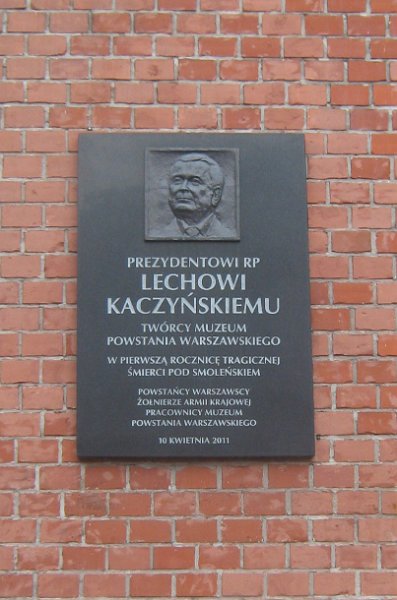 PREZYDENTOWI RP
LECHOWI
KACZYŃSKIEMU
TWÓRCY MUZEUM
POWSTANIA WARSZAWSKIEGO
W PIERWSZĄ ROCZNICĘ TRAGICZNEJ
ŚMIERCI POD SMOLEŃSKIEM
POWSTAŃCY WARSZAWSCY
ŻOŁNIERZE ARMII KRAJOWEJ
PRACOWNICY MUZEUM
POWSTANIA WARSZAWSKIEGO
10 KWIETNIA 2011